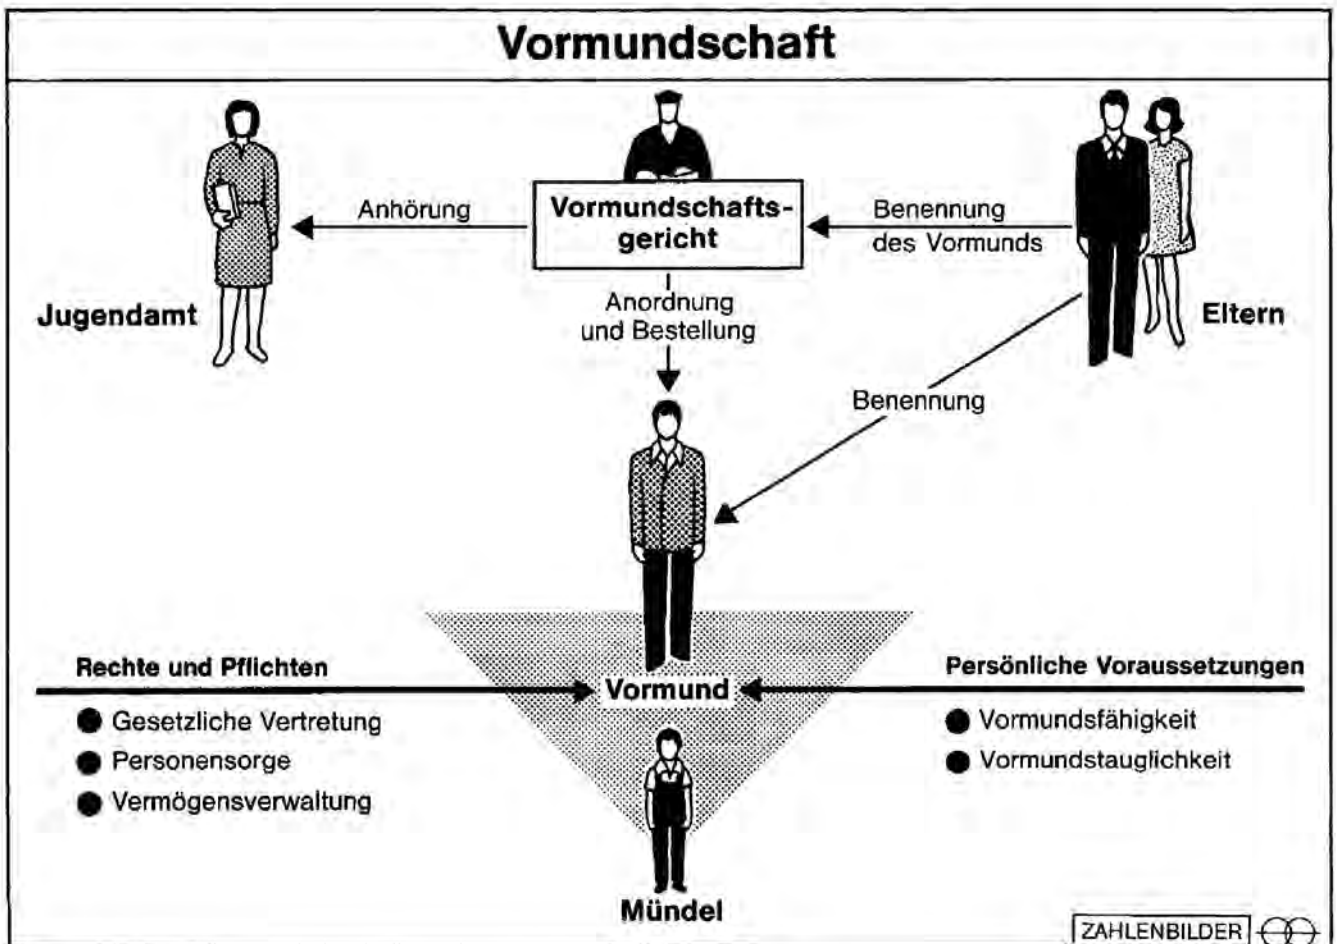 Vormundschaft
Anhörung
Vormundschafts-
gericht
Benennung
des Vormunds
Jugendamt
Anordnung
und Bestellung
Eltern
Benennung
Rechte und Pflichten
Gesetzliche Vertretung
Personensorge
Vermögensverwaltung
Vormund
Persönliche Voraussetzungen
Vormundsfähigkeit
Vormundstauglichkeit
Mündel
ZAHLENBILDER